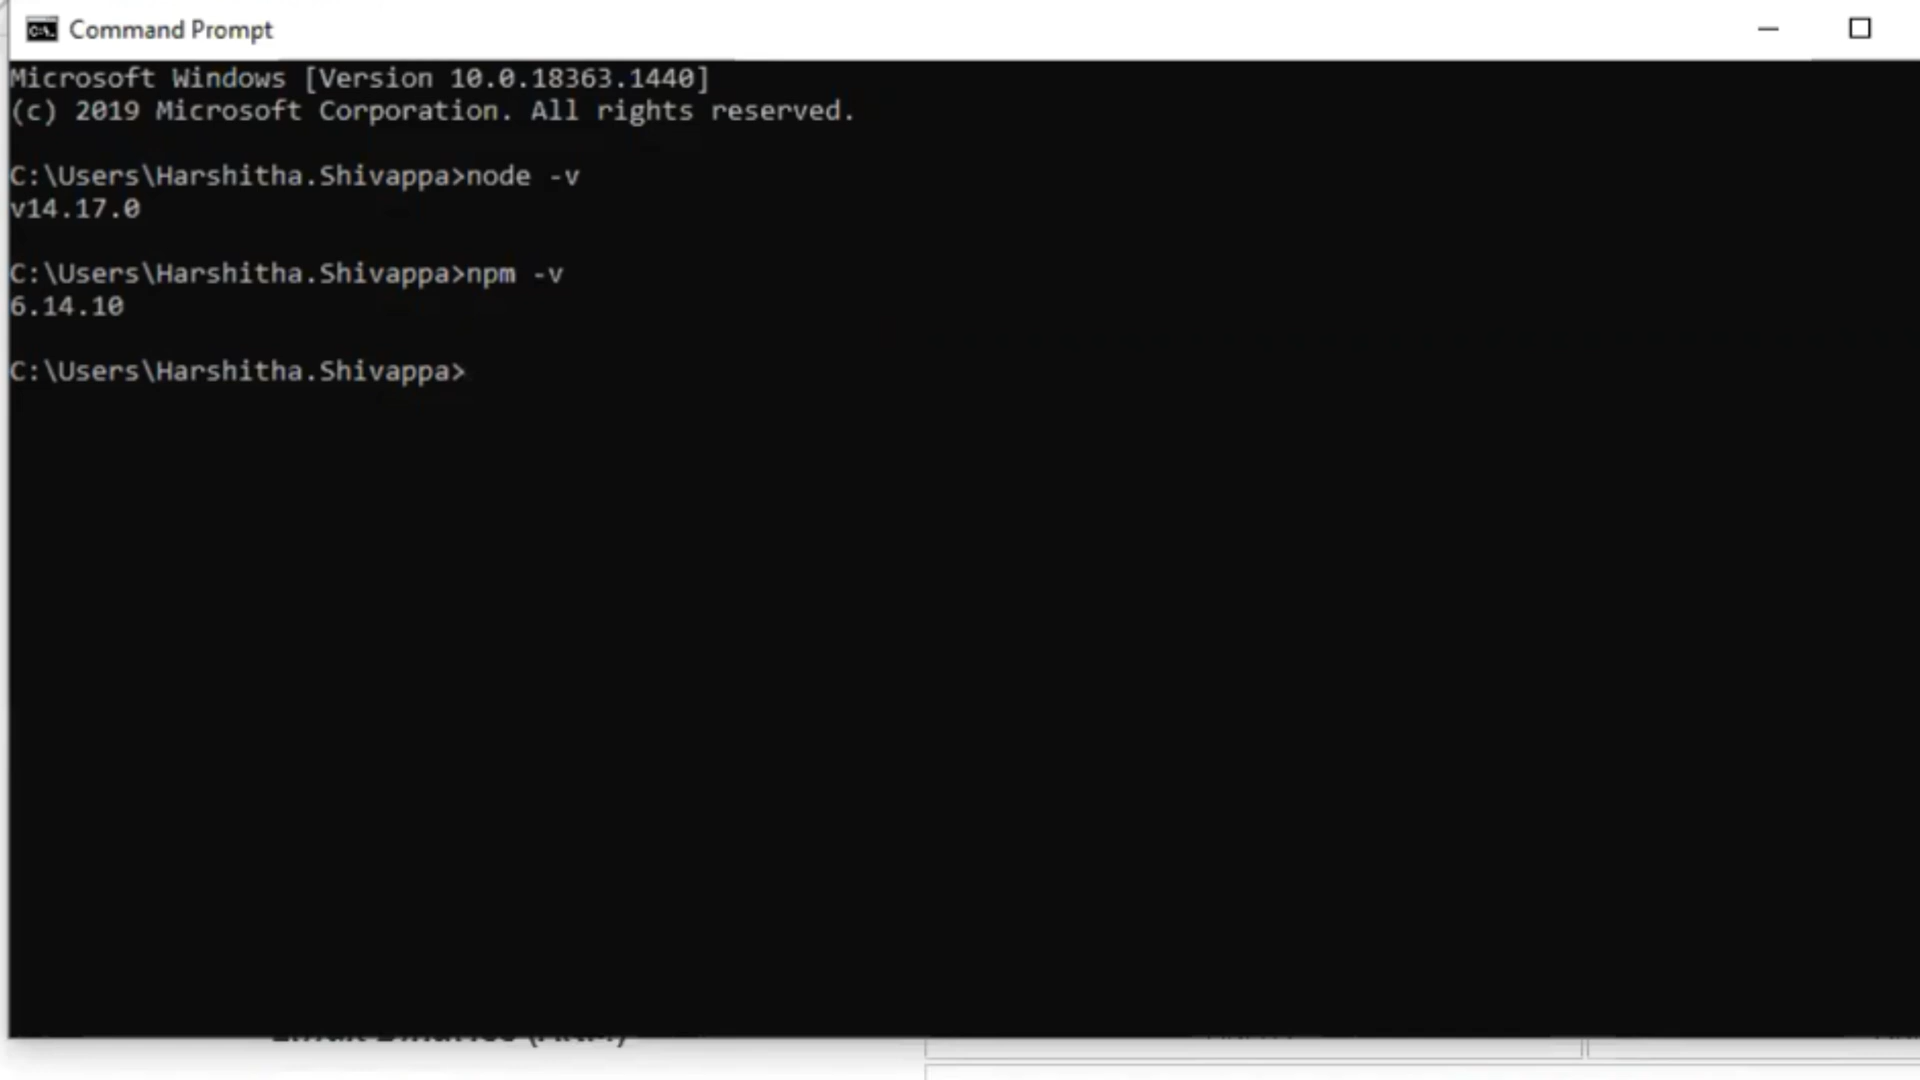 Command Prompt
Microsoft Windows [Version 10.0.18363.1440]
(c) 2019 Microsoft Corporation. All rights reserved.
C:\Users\Harshitha.Shivappa>node -v
v14.17.0
C:\Users\Harshitha.Shivappa>npm -v
6.14.10
C:\Users\Harshitha.Shivappa>